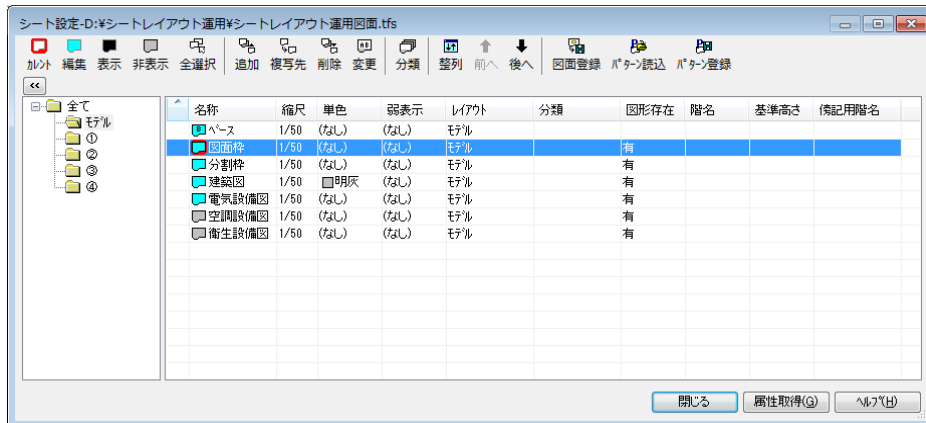 シート設定-D:¥シートレイアウト運用¥シートレイアウト運用図面.tfs
ｶﾚﾝﾄ 編集 表示 非表示 全選択 追加 複写先 削除 変更 分類 整列 前へ 後へ 図面登録 ﾊﾟﾀｰﾝ読込 ﾊﾟﾀｰﾝ登録
<<
全て
ﾓﾃﾞﾙ
①
②
③
④
名称 縮尺 単色 弱表示 ﾚｲｱｳﾄ 分類 図形存在 階名 基準高さ 傍記用階名
ﾍﾞｰｽ 1/50 (なし) (なし) ﾓﾃﾞﾙ
図面枠 1/50 (なし) (なし) ﾓﾃﾞﾙ 有
分割枠 1/50 (なし) (なし) ﾓﾃﾞﾙ 有
建築図 1/50 明灰 (なし) ﾓﾃﾞﾙ 有
電気設備図 1/50 (なし) (なし) ﾓﾃﾞﾙ 有
空調設備図 1/50 (なし) (なし) ﾓﾃﾞﾙ 有
衛生設備図 1/50 (なし) (なし) ﾓﾃﾞﾙ 有
閉じる 属性取得(G) ﾍﾙﾌﾟ(H)